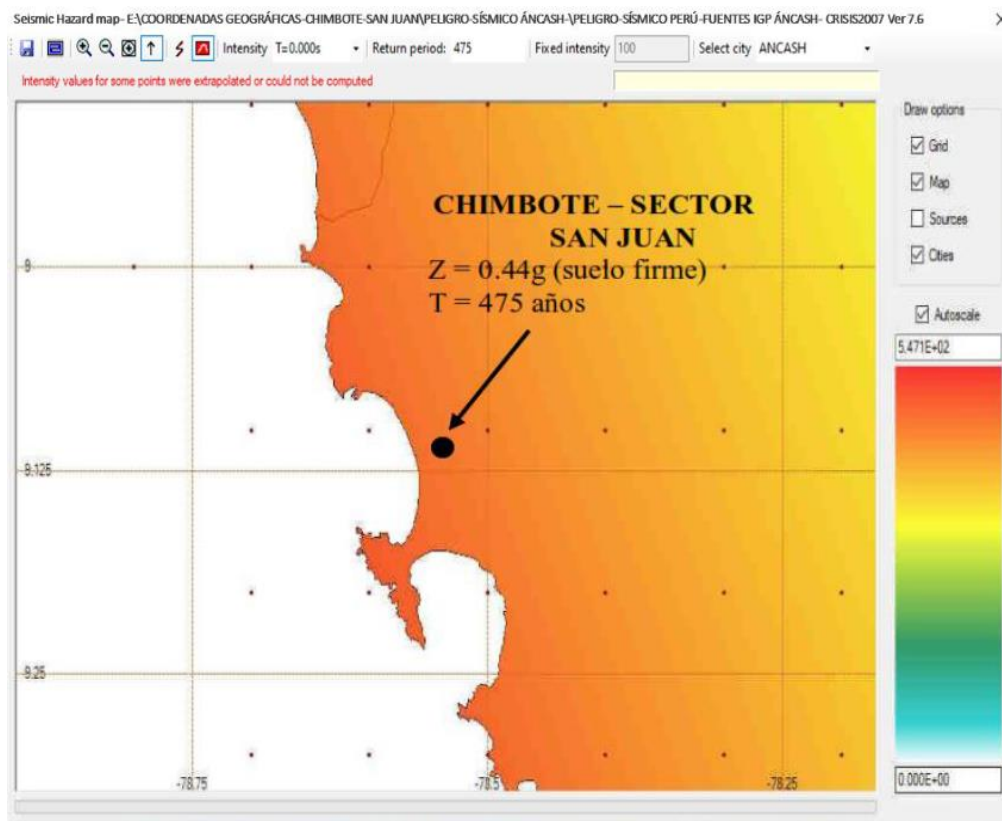 Seismic Hazard map- E:\COORDENADAS GEOGRÁFICAS-CHIMBOTE-SAN JUAN\PELIGRO-SÍSMICO ÁNCASH-\PELIGRO-SÍSMICO PERÚ-FUENTES IGP ÁNCASH- CRISIS2007 Ver 7.6
Intensity T=0.000s Return period: 475 Fixed intensity 100 Select city ANCASH
Intensity values for some points were extrapolated or could not be computed
Draw options
Grid
Map
Sources
Cities
Autoscale
5.471E+02
0.000E+00
CHIMBOTE – SECTOR
SAN JUAN
Z = 0.44g (suelo firme)
T = 475 años
-9
-9.125
-9.25
-78.75
-78.5
-78.25